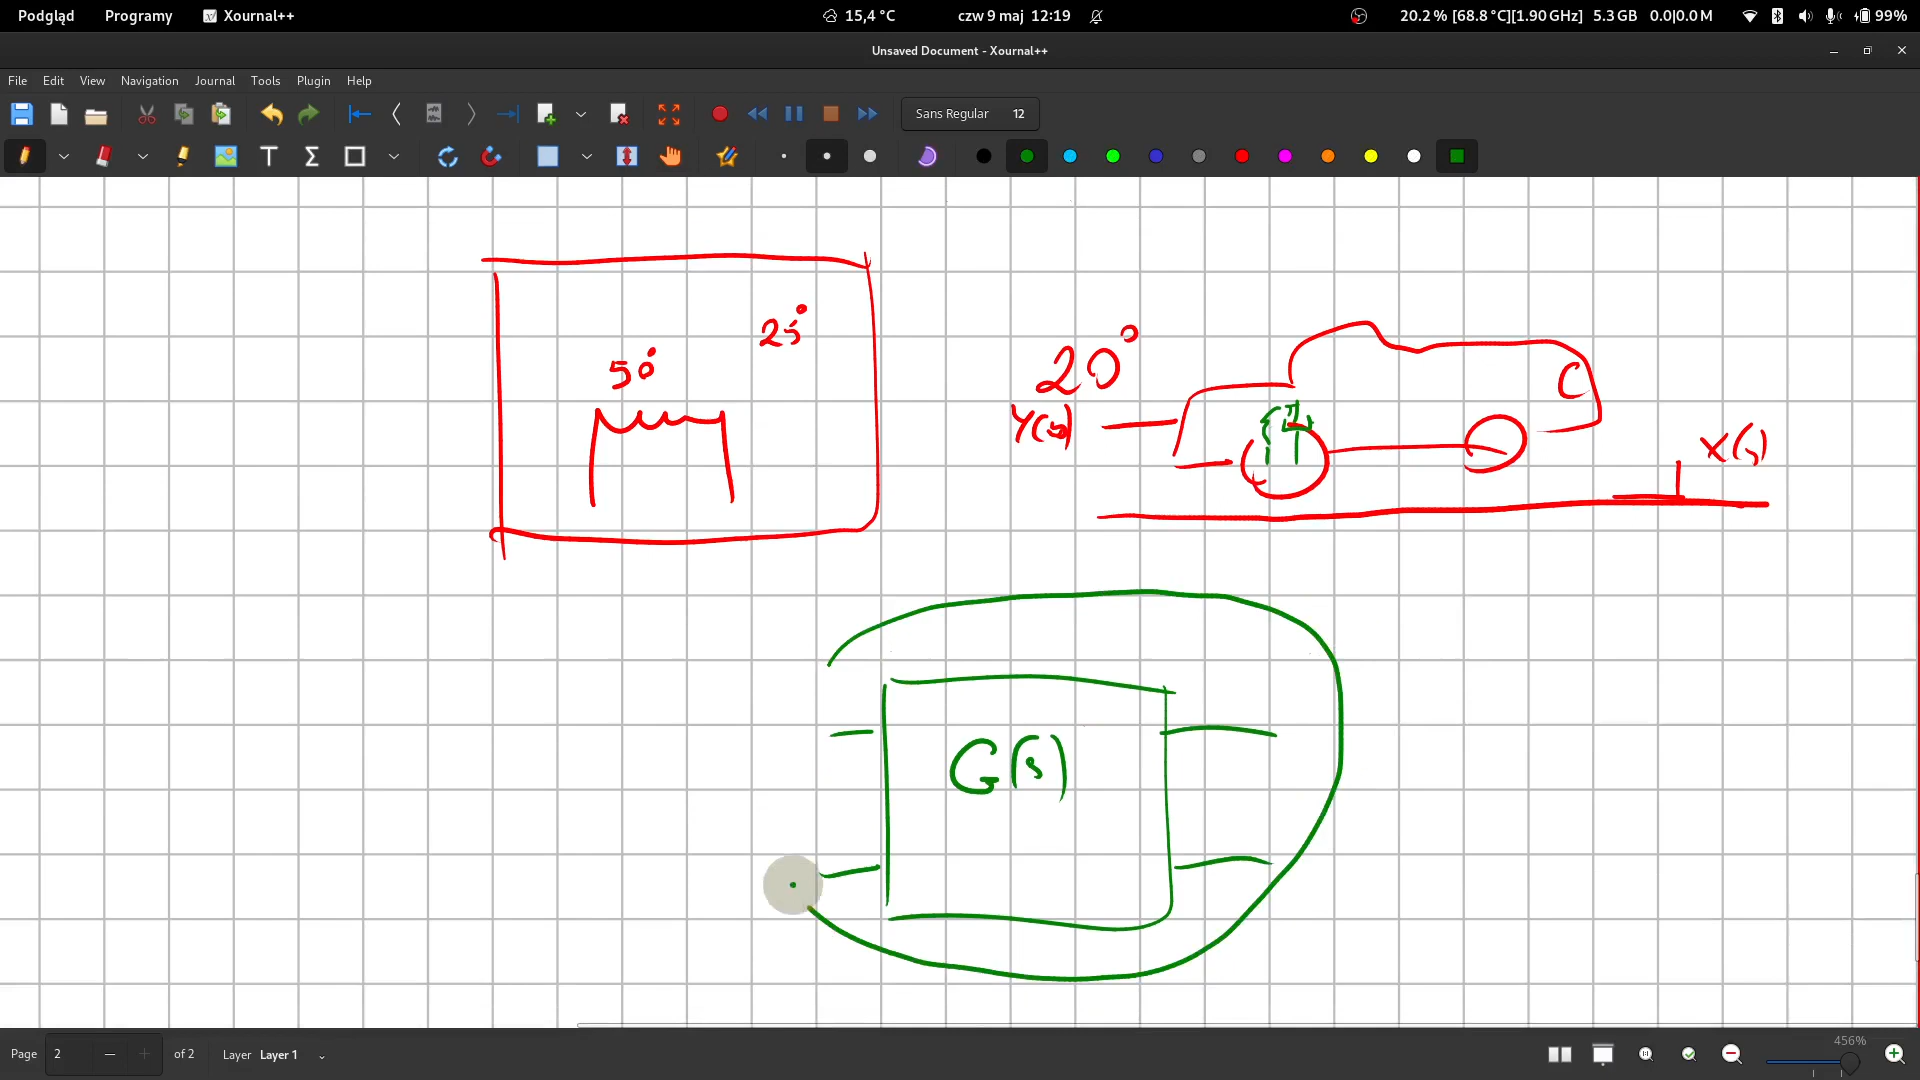 Podgląd Programy Xournal++ 15,4 °C czw 9 maj 12:19 20.2 % [68.8 °C][1.90 GHz] 5.3 GB 0.0|0.0 M 99%
Unsaved Document - Xournal++
File Edit View Navigation Journal Tools Plugin Help
Sans Regular 12
25°
50°
20°
C
Y(s)
X(s)
G(s)
456%
Page 2 of 2 Layer Layer 1